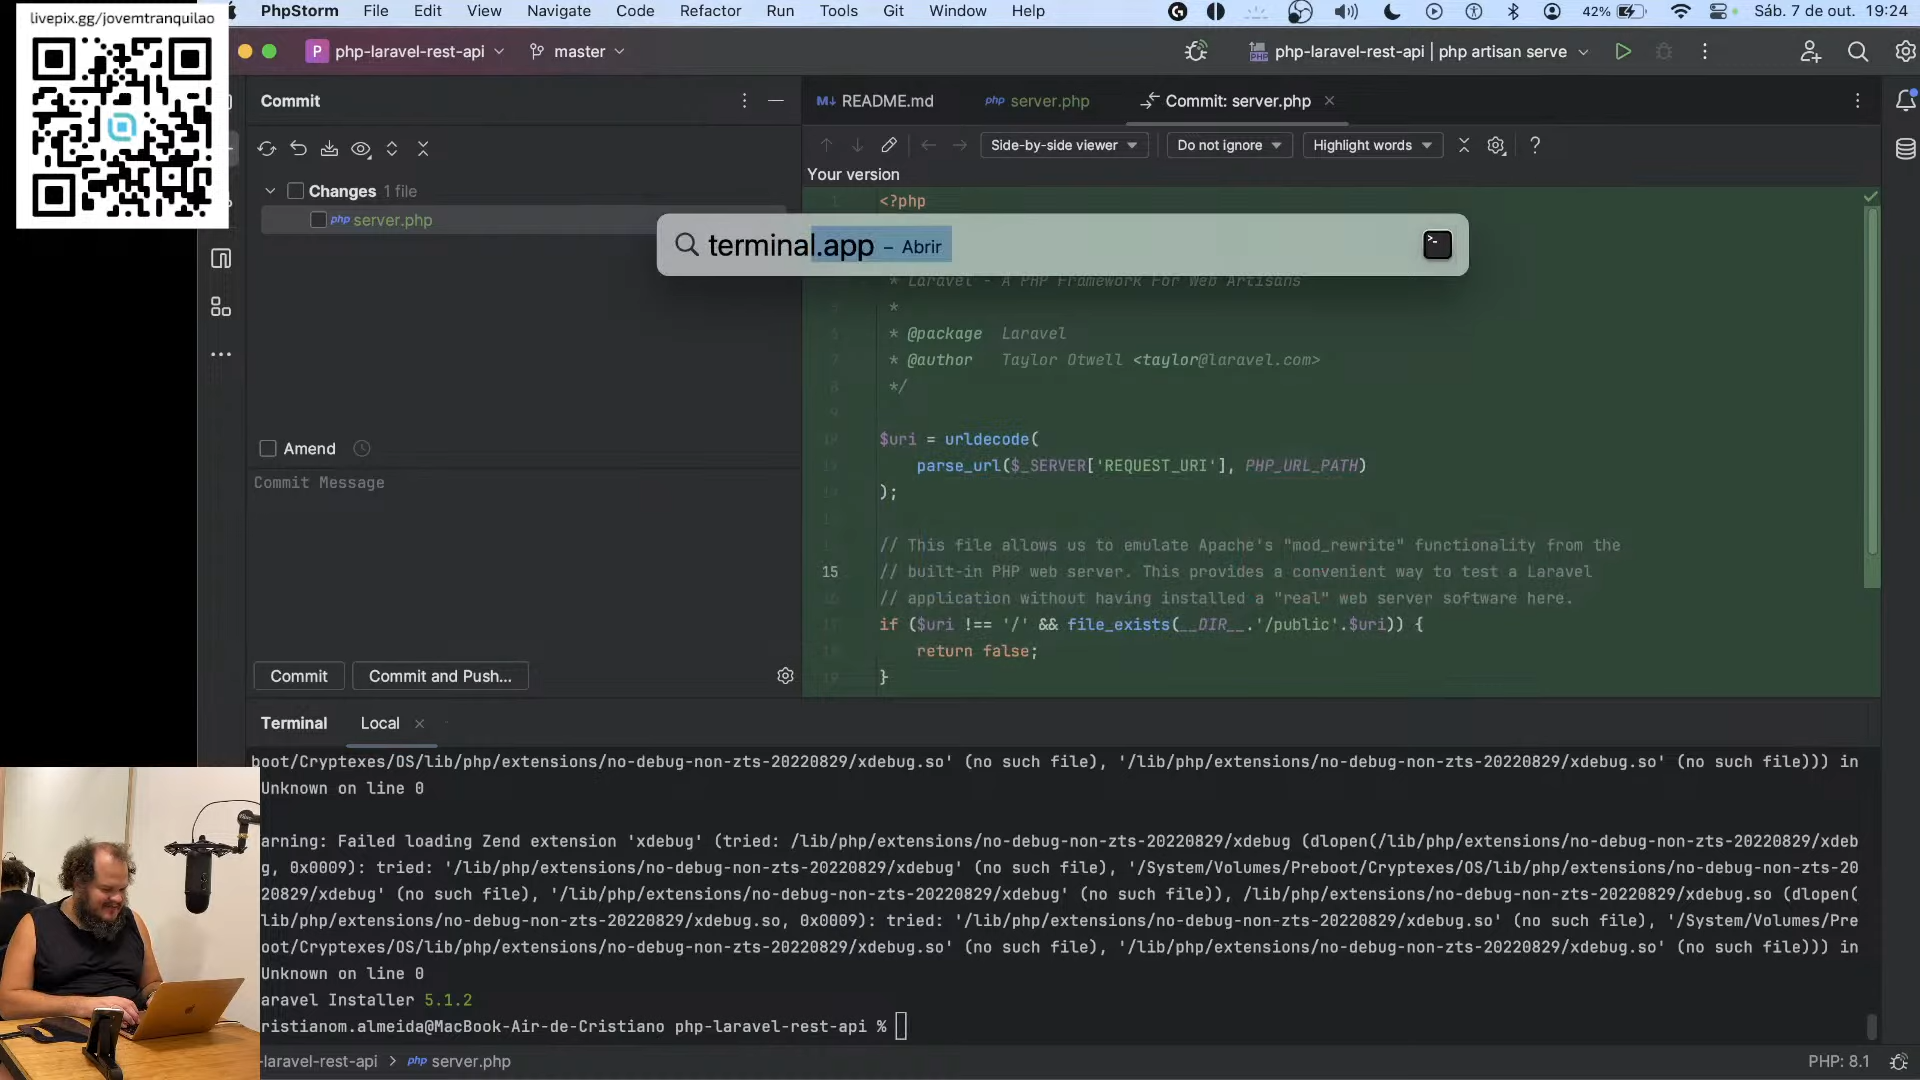 livepix.gg/jovemtranquilao
PhpStorm File Edit View Navigate Code Refactor Run Tools Git Window Help 42% Sáb. 7 de out. 19:24
P php-laravel-rest-api master php-laravel-rest-api | php artisan serve
Commit
README.md php server.php Commit: server.php
Side-by-side viewer Do not ignore Highlight words ?
Your version
Changes 1 file
php server.php
terminal.app – Abrir
1 <?php
* Laravel - A PHP Framework For Web Artisans
*
* @package Laravel
7 * @author Taylor Otwell <taylor@laravel.com>
8 */
9
$uri = urldecode(
parse_url($_SERVER['REQUEST_URI'], PHP_URL_PATH)
);
// This file allows us to emulate Apache's "mod_rewrite" functionality from the
15 // built-in PHP web server. This provides a convenient way to test a Laravel
// application without having installed a "real" web server software here.
if ($uri !== '/' && file_exists(__DIR__.'/public'.$uri)) {
return false;
}
Amend
Commit Message
Commit Commit and Push...
Terminal Local
boot/Cryptexes/OS/lib/php/extensions/no-debug-non-zts-20220829/xdebug.so' (no such file), '/lib/php/extensions/no-debug-non-zts-20220829/xdebug.so' (no such file))) in
Unknown on line 0
arning: Failed loading Zend extension 'xdebug' (tried: /lib/php/extensions/no-debug-non-zts-20220829/xdebug (dlopen(/lib/php/extensions/no-debug-non-zts-20220829/xdeb
g, 0x0009): tried: '/lib/php/extensions/no-debug-non-zts-20220829/xdebug' (no such file), '/System/Volumes/Preboot/Cryptexes/OS/lib/php/extensions/no-debug-non-zts-20
20829/xdebug' (no such file), '/lib/php/extensions/no-debug-non-zts-20220829/xdebug' (no such file)), /lib/php/extensions/no-debug-non-zts-20220829/xdebug.so (dlopen(
lib/php/extensions/no-debug-non-zts-20220829/xdebug.so, 0x0009): tried: '/lib/php/extensions/no-debug-non-zts-20220829/xdebug.so' (no such file), '/System/Volumes/Pre
oot/Cryptexes/OS/lib/php/extensions/no-debug-non-zts-20220829/xdebug.so' (no such file), '/lib/php/extensions/no-debug-non-zts-20220829/xdebug.so' (no such file))) in
Unknown on line 0
aravel Installer 5.1.2
ristianom.almeida@MacBook-Air-de-Cristiano php-laravel-rest-api %
-laravel-rest-api > php server.php PHP: 8.1